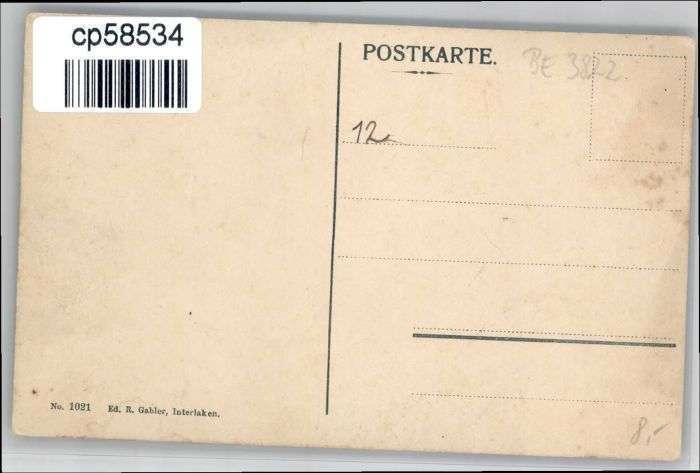 cp58534
POSTKARTE.
BE 3822
12
No. 1021 Ed. R. Gabler, Interlaken.
8,-